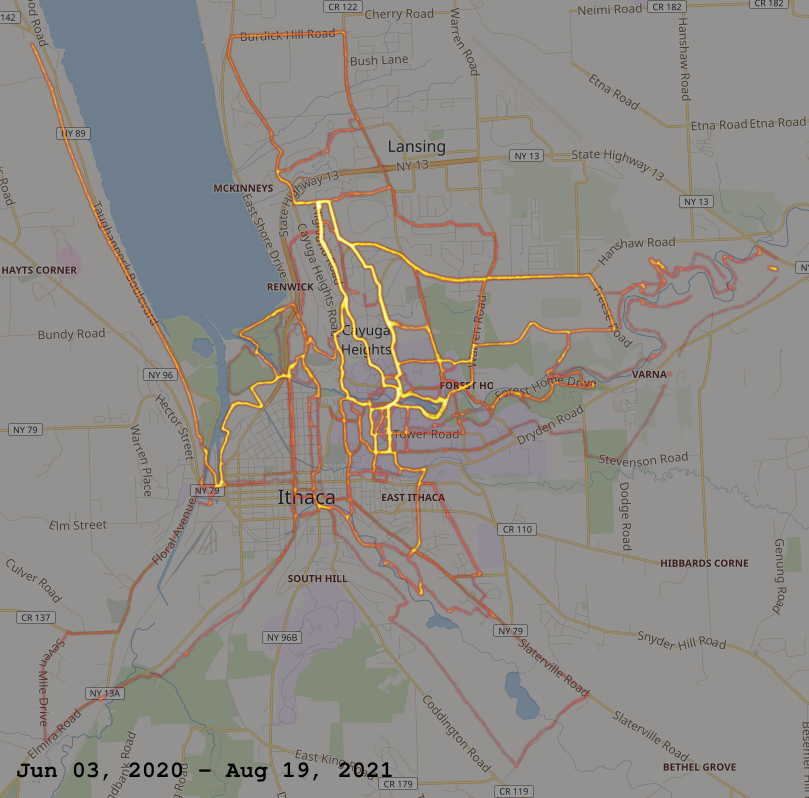 CR 122
CR 182
CR 182
142
Cherry Road
Neimi Road
Warren Road
Hanshaw Road
Burdick Hill Road
Bush Lane
Etna Road
Etna Road
Etna Road
NY 89
Lansing
NY 13
NY 13
State Highway 13
State Highway 13
NY 13
MCKINNEYS
East Shore Drive
Cayuga Heights Road
Taughannock Boulevard
Hanshaw Road
HAYTS CORNER
RENWICK
Freese Road
Warren Road
Bundy Road
Cayuga
Heights
NY 96
FOREST HO
Forest Home Drive
VARNA
Hector Street
NY 79
Warren Place
Tower Road
Dryden Road
Stevenson Road
NY 79
Ithaca
EAST ITHACA
Dodge Road
Elm Street
Floral Avenue
CR 110
Culver Road
SOUTH HILL
HIBBARDS CORNE
Genung Road
CR 137
NY 96B
NY 79
Snyder Hill Road
Seven Mile Drive
NY 13A
Slaterville Road
Coddington Road
Slaterville Road
Elmira Road
East King Road
BETHEL GROVE
Jun 03, 2020 – Aug 19, 2021
CR 179
CR 119